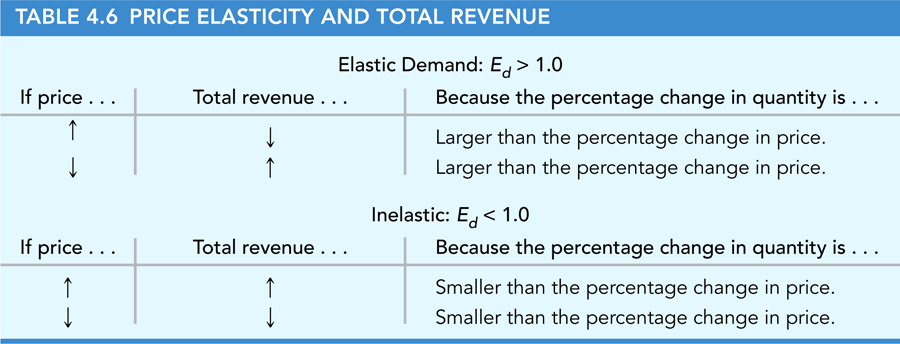 TABLE 4.6 PRICE ELASTICITY AND TOTAL REVENUE
Elastic Demand: Ed > 1.0
If price . . . Total revenue . . . Because the percentage change in quantity is . . .
↑ ↓ Larger than the percentage change in price.
↓ ↑ Larger than the percentage change in price.
Inelastic: Ed < 1.0
If price . . . Total revenue . . . Because the percentage change in quantity is . . .
↑ ↑ Smaller than the percentage change in price.
↓ ↓ Smaller than the percentage change in price.